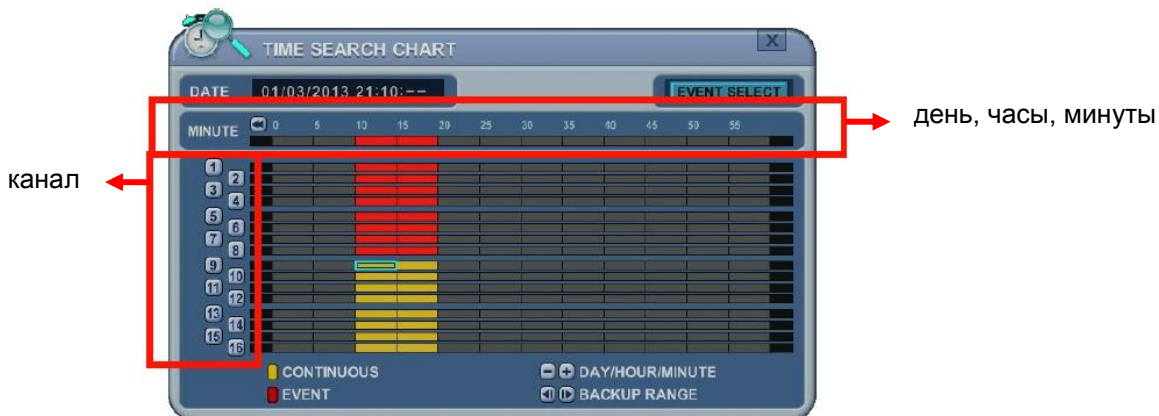 TIME SEARCH CHART X
DATE 01/03/2013 21:10:-- EVENT SELECT
день, часы, минуты
MINUTE 0 5 10 15 20 25 30 35 40 45 50 55
канал
1
2
3
4
5
6
7
8
9
10
11
12
13
14
15
16
CONTINUOUS - + DAY/HOUR/MINUTE
EVENT BACKUP RANGE